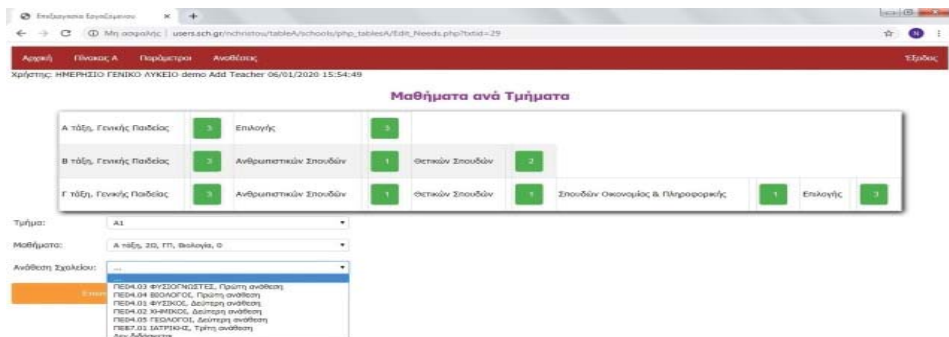 Επεξεργασία Εργαζόμενου
Μη ασφαλής | users.sch.gr/nchristou/tableA/schools/php_tablesA/Edit_Needs.php?txtid=29
N
Αρχική Πίνακας Α Παράμετροι Αναθέσεις Έξοδος
Χρήστης: ΗΜΕΡΗΣΙΟ ΓΕΝΙΚΟ ΛΥΚΕΙΟ demo Add Teacher 06/01/2020 15:54:49
Μαθήματα ανά Τμήματα
Α τάξη, Γενικής Παιδείας 3 Επιλογής 3
Β τάξη, Γενικής Παιδείας 3 Ανθρωπιστικών Σπουδών 1 Θετικών Σπουδών 2
Γ τάξη, Γενικής Παιδείας 3 Ανθρωπιστικών Σπουδών 1 Θετικών Σπουδών 1 Σπουδών Οικονομίας & Πληροφορικής 1 Επιλογής 3
Τμήμα: Α1
Μαθήματα: Α τάξη, 2Ω, ΓΠ, Βιολογία, 0
Ανάθεση Σχολείου: ...
...
ΠΕ04.03 ΦΥΣΙΟΓΝΩΣΤΕΣ, Πρώτη ανάθεση
ΠΕ04.04 ΒΙΟΛΟΓΟΙ, Πρώτη ανάθεση
ΠΕ04.01 ΦΥΣΙΚΟΙ, Δεύτερη ανάθεση
ΠΕ04.02 ΧΗΜΙΚΟΙ, Δεύτερη ανάθεση
ΠΕ04.05 ΓΕΩΛΟΓΟΙ, Δεύτερη ανάθεση
ΠΕ87.01 ΙΑΤΡΙΚΗΣ, Τρίτη ανάθεση
Δεν διδάσκεται